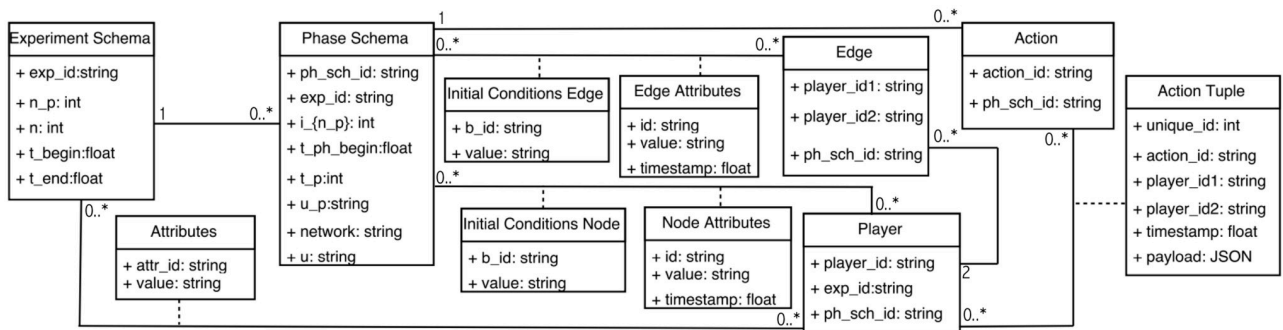 Experiment Schema
+ exp_id:string
+ n_p: int
+ n: int
+ t_begin:float
+ t_end:float
1
0..*
0..*
Phase Schema
+ ph_sch_id: string
+ exp_id: string
+ i_{n_p}: int
+ t_ph_begin:float
+ t_p:int
+ u_p:string
+ network: string
+ u: string
1
0..*
0..*
0..*
0..*
0..*
Attributes
+ attr_id: string
+ value: string
0..*
Initial Conditions Edge
+ b_id: string
+ value: string
Edge Attributes
+ id: string
+ value: string
+ timestamp: float
Initial Conditions Node
+ b_id: string
+ value: string
Node Attributes
+ id: string
+ value: string
+ timestamp: float
Edge
+ player_id1: string
+ player_id2: string
+ ph_sch_id: string
0..*
2
Player
+ player_id: string
+ exp_id:string
+ ph_sch_id: string
0..*
Action
+ action_id: string
+ ph_sch_id: string
0..*
Action Tuple
+ unique_id: int
+ action_id: string
+ player_id1: string
+ player_id2: string
+ timestamp: float
+ payload: JSON